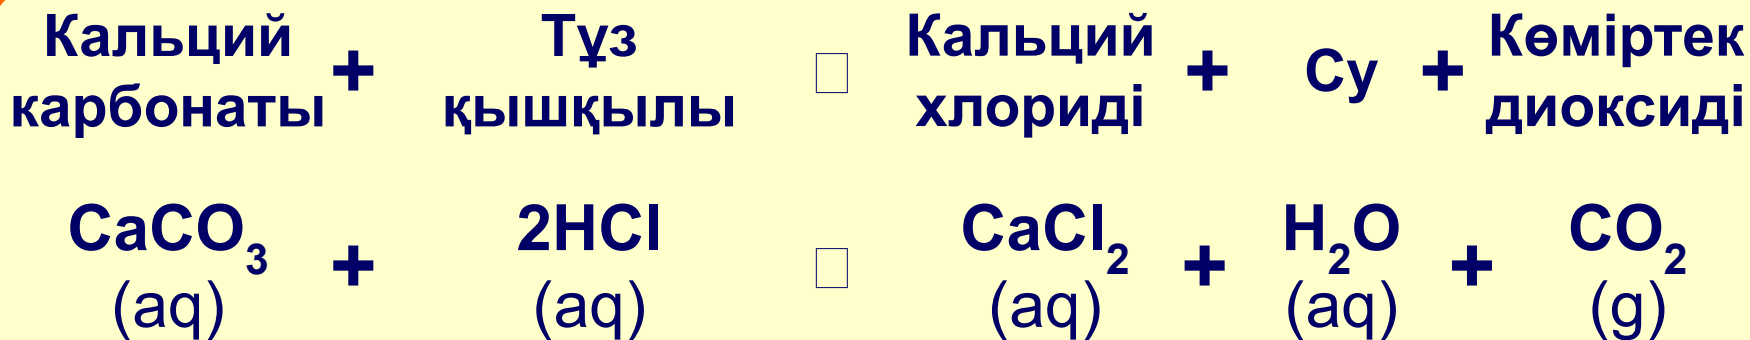 Кальций карбонаты + Тұз қышқылы □ Кальций хлориді + Су + Көміртек диоксиді
CaCO₃ + 2HCl □ CaCl₂ + H₂O + CO₂
(aq) (aq) (aq) (aq) (g)